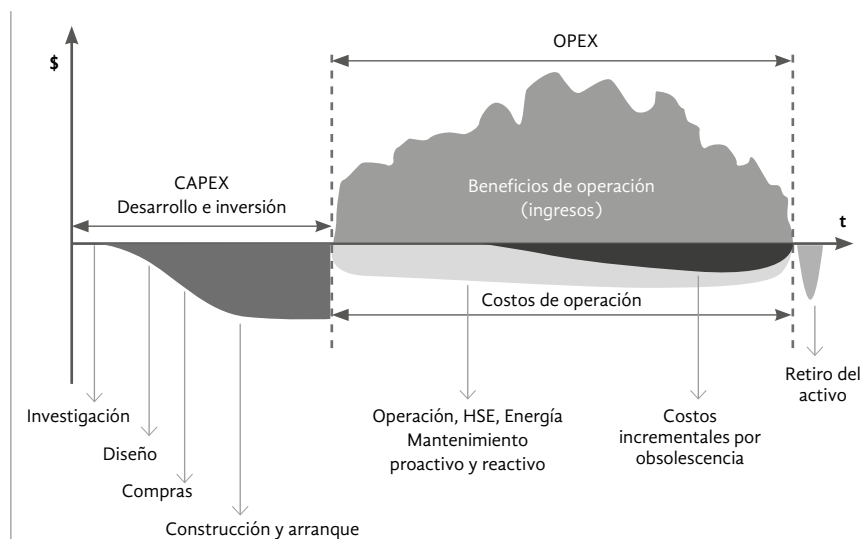 OPEX
$
CAPEX
Desarrollo e inversión
Beneficios de operación
(ingresos)
t
Costos de operación
Investigación
Diseño
Compras
Construcción y arranque
Operación, HSE, Energía
Mantenimiento
proactivo y reactivo
Costos
incrementales por
obsolescencia
Retiro del
activo